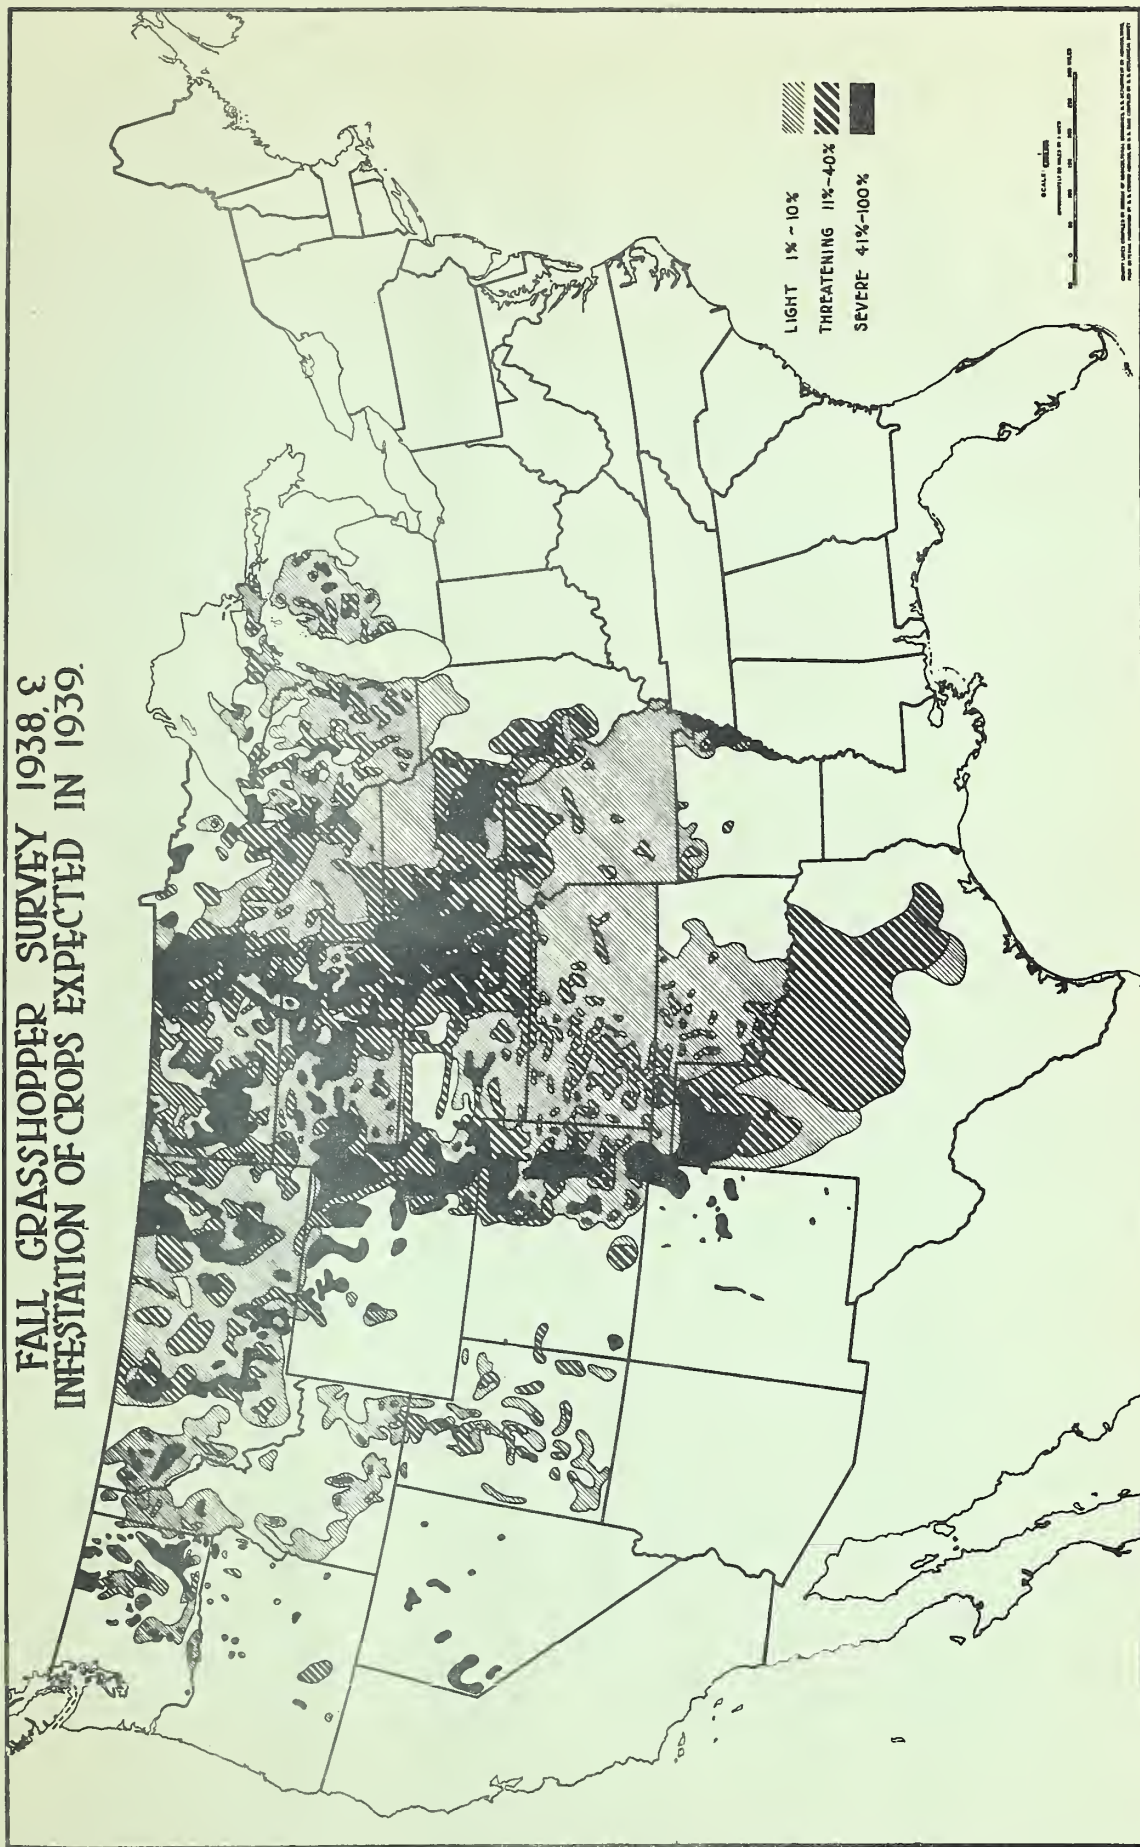 FALL GRASSHOPPER SURVEY 1938, &
INFESTATION OF CROPS EXPECTED IN 1939.
LIGHT 1% - 10%
THREATENING 11%-40%
SEVERE 41%-100%
SCALE